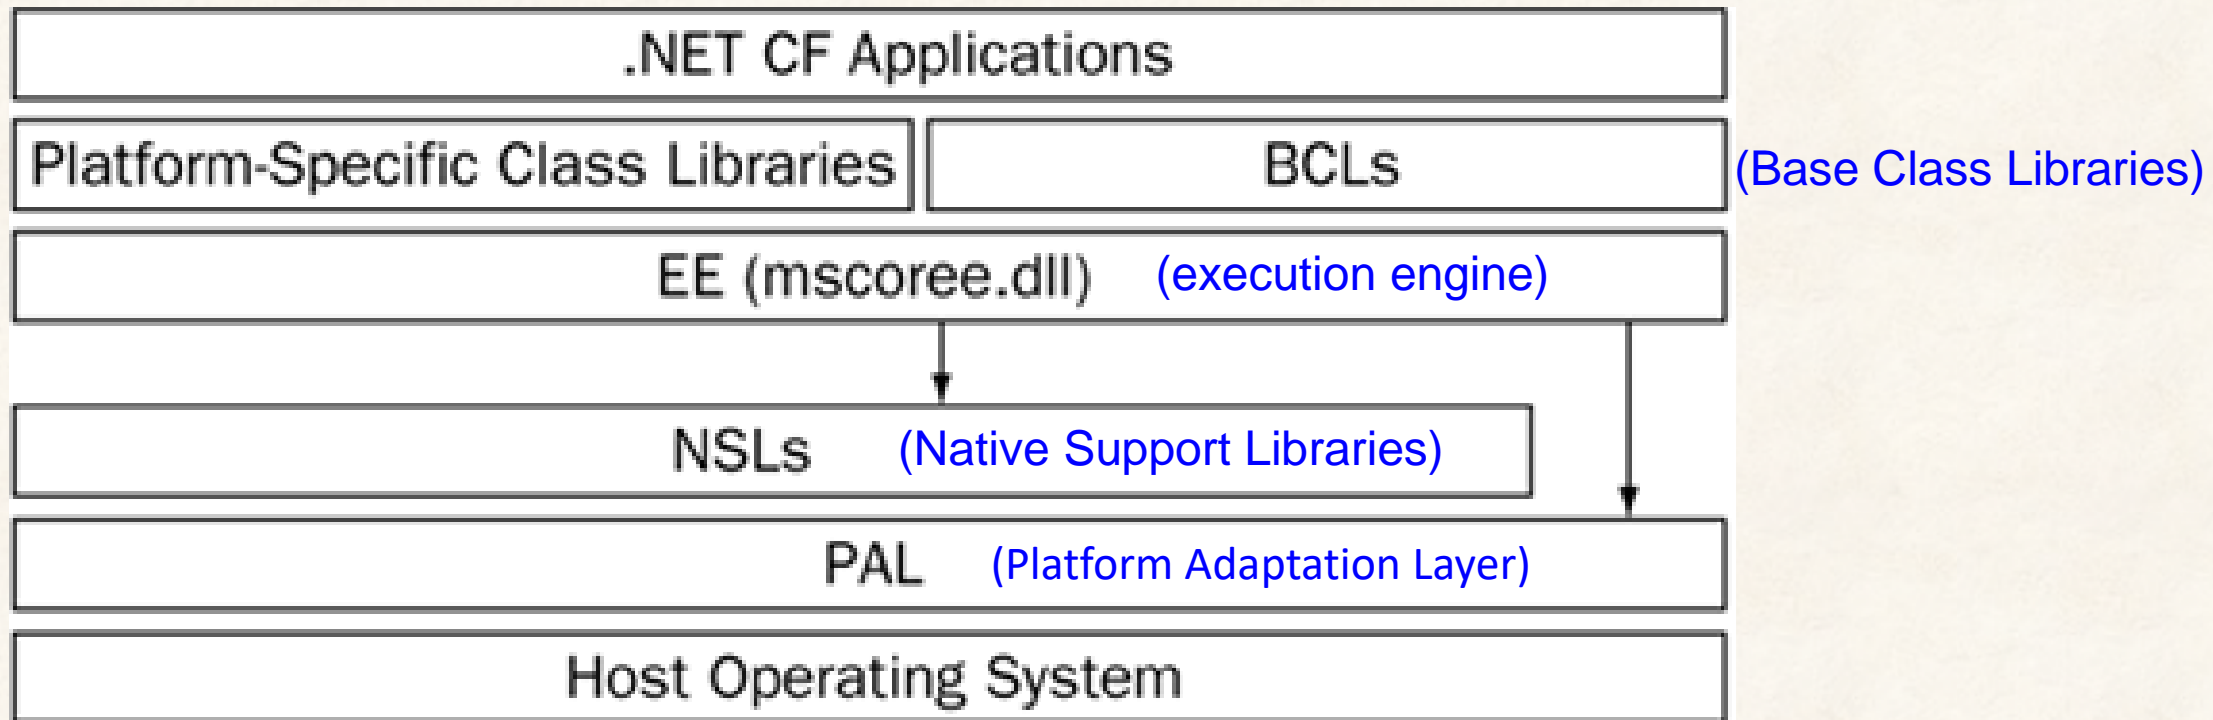 .NET CF Applications
Platform-Specific Class Libraries
BCLs (Base Class Libraries)
EE (mscoree.dll) (execution engine)
NSLs (Native Support Libraries)
PAL (Platform Adaptation Layer)
Host Operating System